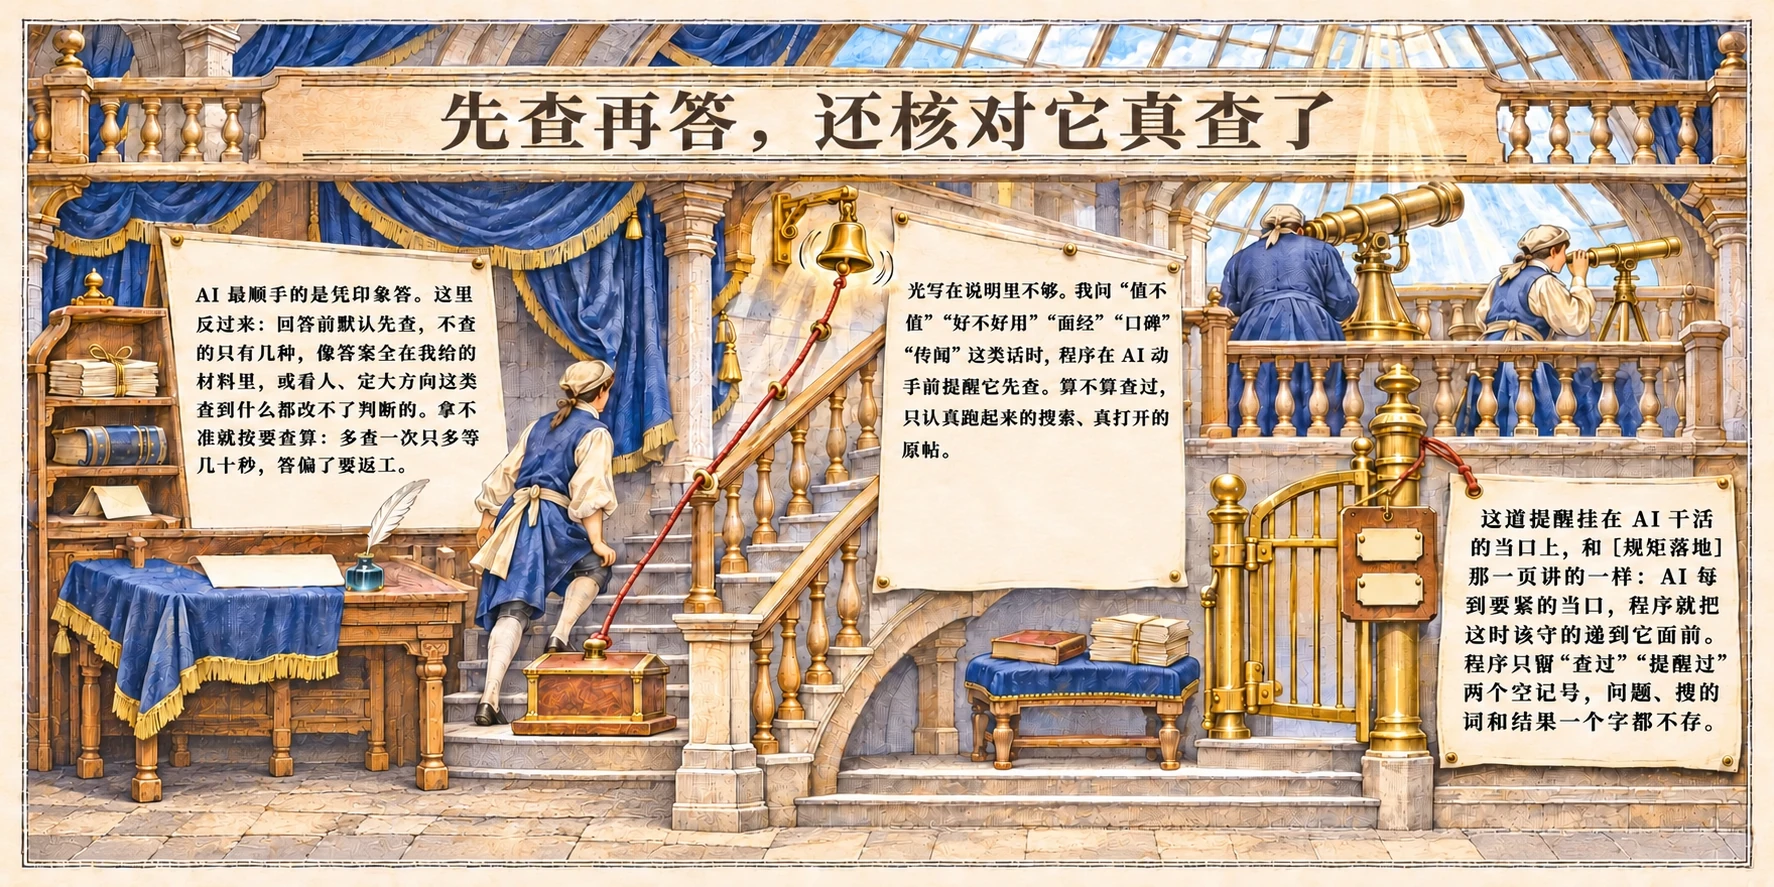 先查再答，还核对它真查了
AI 最顺手的是凭印象答。这里
反过来：回答前默认先查，不查
的只有几种，像答案全在我给的
材料里，或看人、定大方向这类
查到什么都改不了判断的。拿不
准就按要查算：多查一次只多等
几十秒，答偏了要返工。
光写在说明里不够。我问“值不
值”“好不好用”“面经”“口碑”
“传闻”这类话时，程序在 AI 动
手前提醒它先查。算不算查过，
只认真跑起来的搜索、真打开的
原帖。
这道提醒挂在 AI 干活
的当口上，和［规矩落地］
那一页讲的一样：AI 每
到要紧的当口，程序就把
这时该守的递到它面前。
程序只留“查过”“提醒过”
两个空记号，问题、搜的
词和结果一个字都不存。